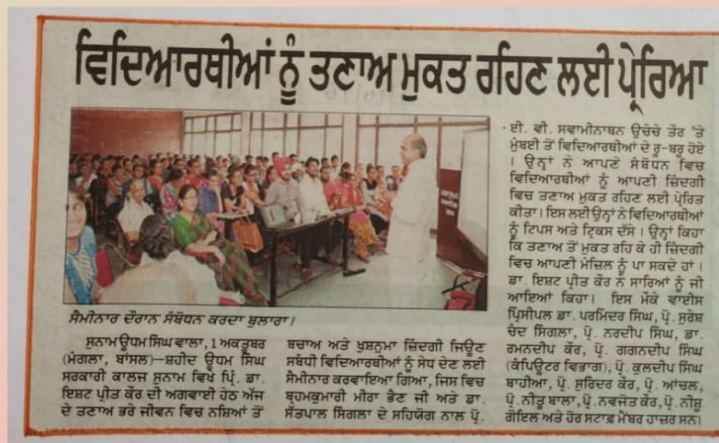 ਵਿਦਿਆਰਥੀਆਂ ਨੂੰ ਤਣਾਅ ਮੁਕਤ ਰਹਿਣ ਲਈ ਪ੍ਰੇਰਿਆ
ਸੈਮੀਨਾਰ ਦੌਰਾਨ ਸੰਬੋਧਨ ਕਰਦਾ ਬੁਲਾਰਾ।
ਸੁਨਾਮ ਊਧਮ ਸਿੰਘ ਵਾਲਾ, 1 ਅਕਤੂਬਰ
(ਮੰਗਲਾ, ਬਾਂਸਲ)—ਸ਼ਹੀਦ ਊਧਮ ਸਿੰਘ
ਸਰਕਾਰੀ ਕਾਲਜ ਸੁਨਾਮ ਵਿਖੇ ਪ੍ਰਿੰ. ਡਾ.
ਇਸ਼ਟ ਪ੍ਰੀਤ ਕੌਰ ਦੀ ਅਗਵਾਈ ਹੇਠ ਅੱਜ
ਦੇ ਤਣਾਅ ਭਰੇ ਜੀਵਨ ਵਿਚ ਨਸ਼ਿਆਂ ਤੋਂ
ਬਚਾਅ ਅਤੇ ਖੁਸ਼ਨੁਮਾ ਜ਼ਿੰਦਗੀ ਜਿਊਣ
ਸਬੰਧੀ ਵਿਦਿਆਰਥੀਆਂ ਨੂੰ ਸੇਧ ਦੇਣ ਲਈ
ਸੈਮੀਨਾਰ ਕਰਵਾਇਆ ਗਿਆ, ਜਿਸ ਵਿਚ
ਬ੍ਰਹਮਕੁਮਾਰੀ ਮੀਰਾ ਭੈਣ ਜੀ ਅਤੇ ਡਾ.
ਸੱਤਪਾਲ ਸਿੰਗਲਾ ਦੇ ਸਹਿਯੋਗ ਨਾਲ ਪ੍ਰੋ.
ਈ. ਵੀ. ਸਵਾਮੀਨਾਥਨ ਉਚੇਚੇ ਤੌਰ 'ਤੇ
ਮੁੰਬਈ ਤੋਂ ਵਿਦਿਆਰਥੀਆਂ ਦੇ ਰੂ-ਬਰੂ ਹੋਏ
। ਉਨ੍ਹਾਂ ਨੇ ਆਪਣੇ ਸੰਬੋਧਨ ਵਿਚ
ਵਿਦਿਆਰਥੀਆਂ ਨੂੰ ਆਪਣੀ ਜ਼ਿੰਦਗੀ
ਵਿਚ ਤਣਾਅ ਮੁਕਤ ਰਹਿਣ ਲਈ ਪ੍ਰੇਰਿਤ
ਕੀਤਾ। ਇਸ ਲਈ ਉਨ੍ਹਾਂ ਨੇ ਵਿਦਿਆਰਥੀਆਂ
ਨੂੰ ਟਿਪਸ ਅਤੇ ਟ੍ਰਿਕਸ ਦੱਸੇ। ਉਨ੍ਹਾਂ ਕਿਹਾ
ਕਿ ਤਣਾਅ ਤੋਂ ਮੁਕਤ ਰਹਿ ਕੇ ਹੀ ਜ਼ਿੰਦਗੀ
ਵਿਚ ਆਪਣੀ ਮੰਜ਼ਿਲ ਨੂੰ ਪਾ ਸਕਦੇ ਹਾਂ।
ਡਾ. ਇਸ਼ਟ ਪ੍ਰੀਤ ਕੌਰ ਨੇ ਸਾਰਿਆਂ ਨੂੰ ਜੀ
ਆਇਆਂ ਕਿਹਾ। ਇਸ ਮੌਕੇ ਵਾਈਸ
ਪ੍ਰਿੰਸੀਪਲ ਡਾ. ਪਰਮਿੰਦਰ ਸਿੰਘ, ਪ੍ਰੋ. ਸੁਰੇਸ਼
ਚੰਦ ਸਿੰਗਲਾ, ਪ੍ਰੋ. ਨਰਦੀਪ ਸਿੰਘ, ਡਾ.
ਰਮਨਦੀਪ ਕੌਰ, ਪ੍ਰੋ. ਗਗਨਦੀਪ ਸਿੰਘ
(ਕੰਪਿਊਟਰ ਵਿਭਾਗ), ਪ੍ਰੋ. ਕੁਲਦੀਪ ਸਿੰਘ
ਬਾਹੀਆ, ਪ੍ਰੋ. ਸੁਰਿੰਦਰ ਕੌਰ, ਪ੍ਰੋ. ਆਂਚਲ,
ਪ੍ਰੋ. ਨੀਤੂ ਬਾਲਾ, ਪ੍ਰੋ. ਨਵਜੋਤ ਕੌਰ, ਪ੍ਰੋ. ਨੀਸ਼ੂ
ਗੋਇਲ ਅਤੇ ਹੋਰ ਸਟਾਫ਼ ਮੈਂਬਰ ਹਾਜ਼ਰ ਸਨ।